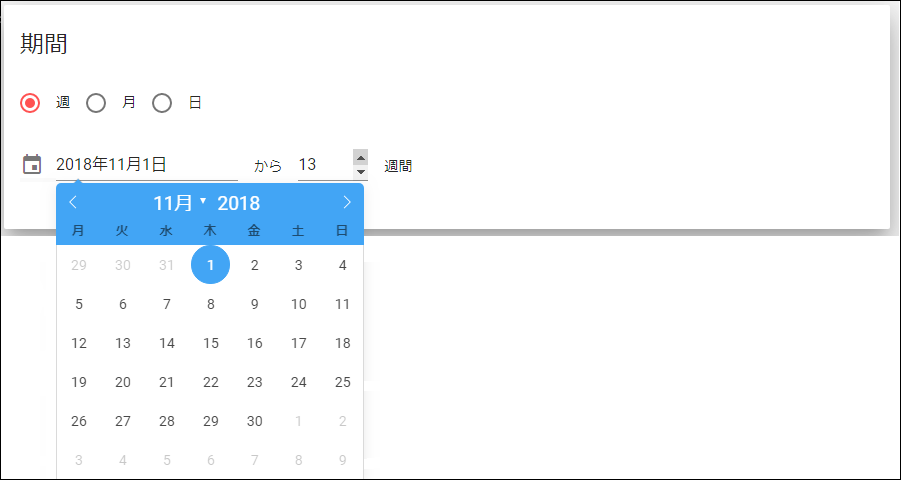 期間
週 月 日
2018年11月1日 から 13 週間
11月 2018
月 火 水 木 金 土 日
29 30 31 1 2 3 4
5 6 7 8 9 10 11
12 13 14 15 16 17 18
19 20 21 22 23 24 25
26 27 28 29 30 1 2
3 4 5 6 7 8 9